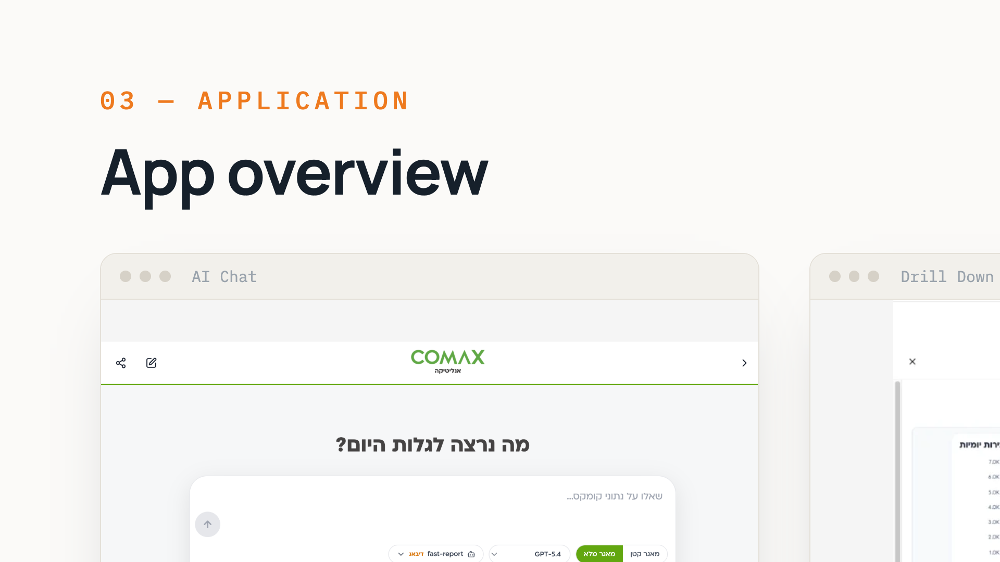 03 — APPLICATION
App overview
AI Chat
COMAX
אנליטיקה
מה נרצה לגלות היום?
שאלו על נתוני קומקס...
מאגר קטן
מאגר מלא
GPT-5.4
fast-report דיבאג
Drill Down
יומיות
7.0K
6.0K
5.0K
4.0K
3.0K
2.0K
1.0K